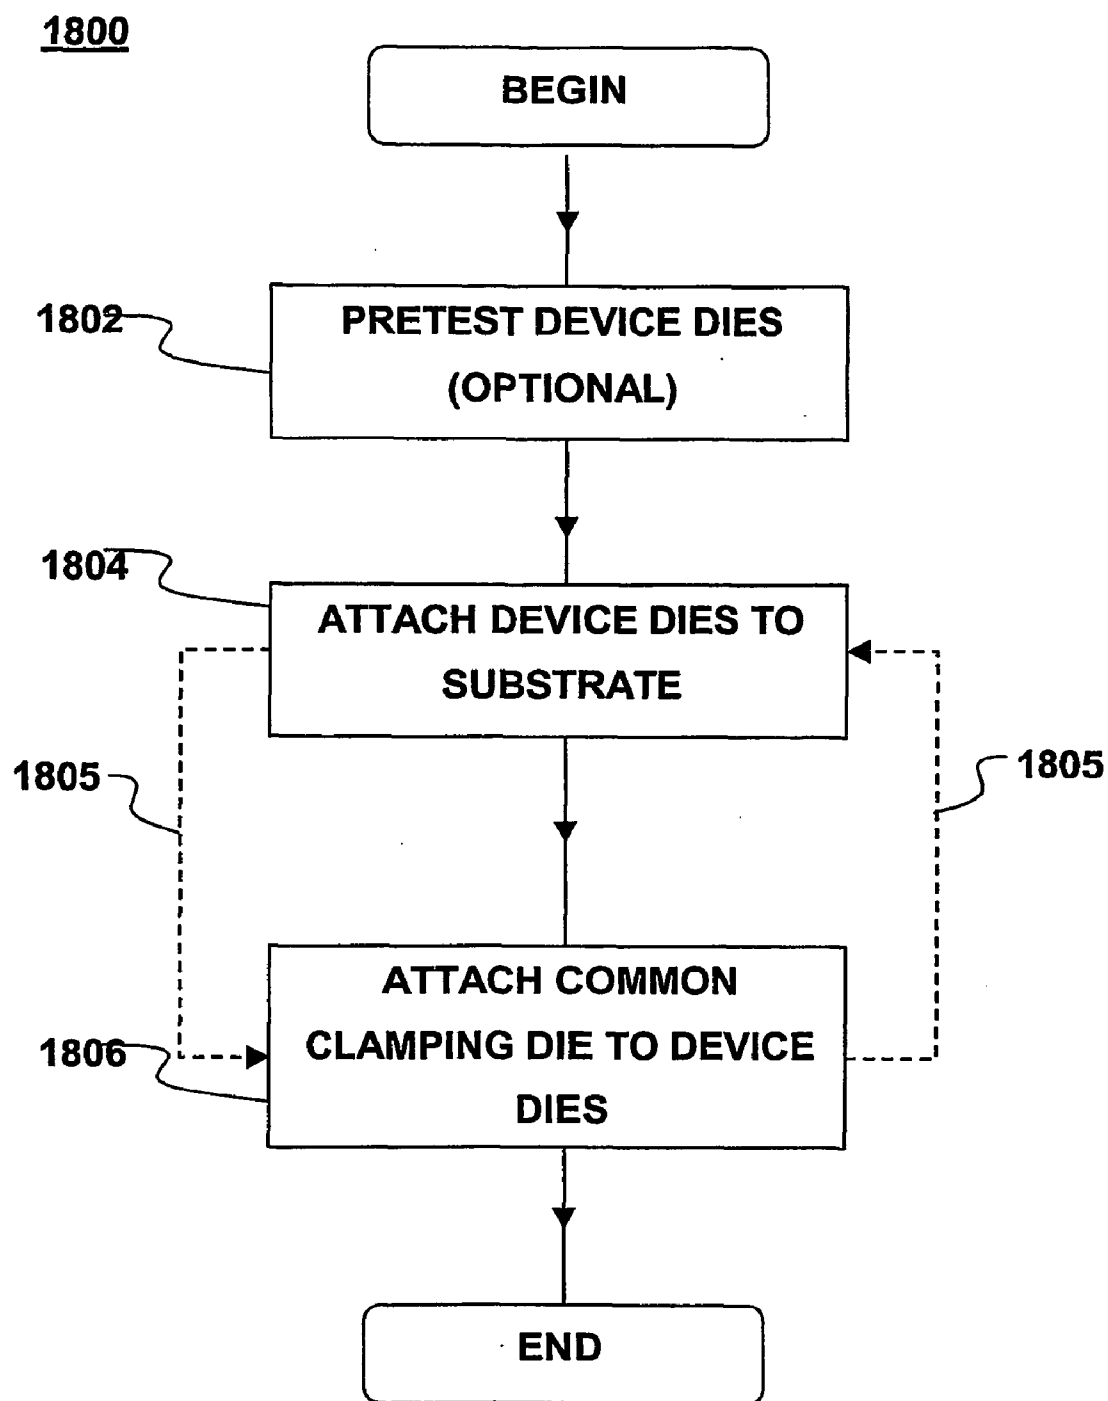 1800
BEGIN
1802
PRETEST DEVICE DIES
(OPTIONAL)
1804
ATTACH DEVICE DIES TO
SUBSTRATE
1805
1805
1806
ATTACH COMMON
CLAMPING DIE TO DEVICE
DIES
END